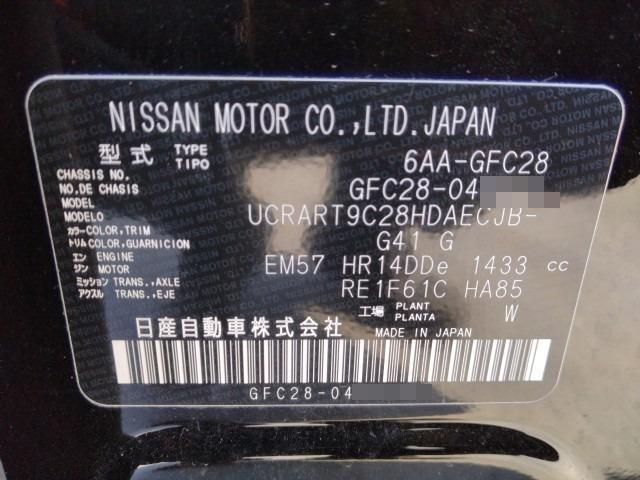 NISSAN MOTOR CO.,LTD.JAPAN
型式 TYPE TIPO 6AA-GFC28
CHASSIS NO. NO.DE CHASIS GFC28-04
MODEL MODELO UCRART9C28HDAECJB-
カラー COLOR,TRIM トリム COLOR,GUARNICION G41 G
エン ENGINE ジン MOTOR EM57 HR14DDe 1433 cc
ミッション TRANS.,AXLE アクスル TRANS.,EJE RE1F61C HA85
工場 PLANT PLANTA W
日産自動車株式会社 MADE IN JAPAN
GFC28-04